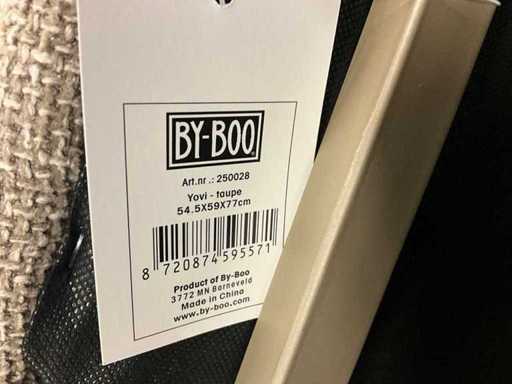 BY-BOO
Art.nr .: 250028
Yovi - taupe
54.5X59X77cm
8 720874 595571
Product of By-Boo
3772 MN Barneveld
Made in China
www.by-boo.com